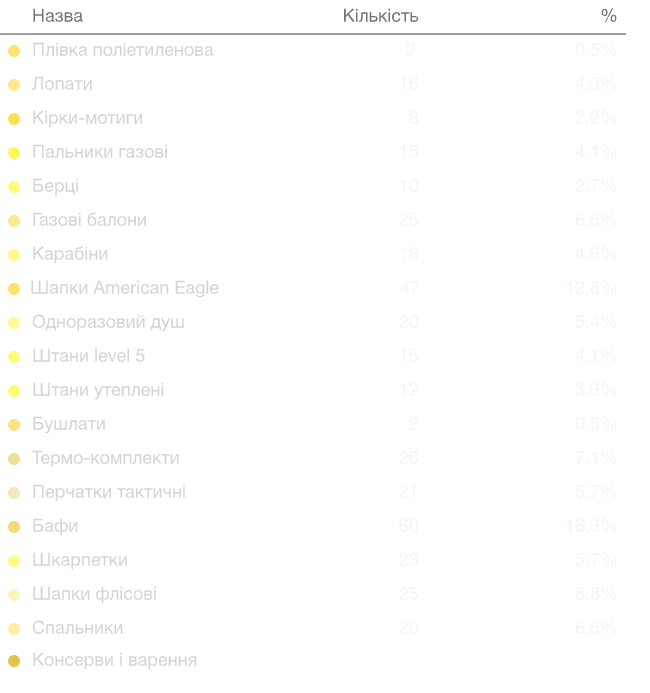 Назва Кількість %
Плівка поліетиленова 2 0.5%
Лопати 16 4.3%
Кірки-мотиги 8 2.2%
Пальники газові 15 4.1%
Берці 10 2.7%
Газові балони 25 6.8%
Карабіни 18 4.9%
Шапки American Eagle 47 12.8%
Одноразовий душ 20 5.4%
Штани level 5 15 4.1%
Штани утеплені 12 3.3%
Бушлати 2 0.5%
Термо-комплекти 26 7.1%
Перчатки тактичні 21 5.7%
Бафи 60 16.3%
Шкарпетки 23 5.7%
Шапки флісові 25 6.8%
Спальники 20 6.8%
Консерви і варення